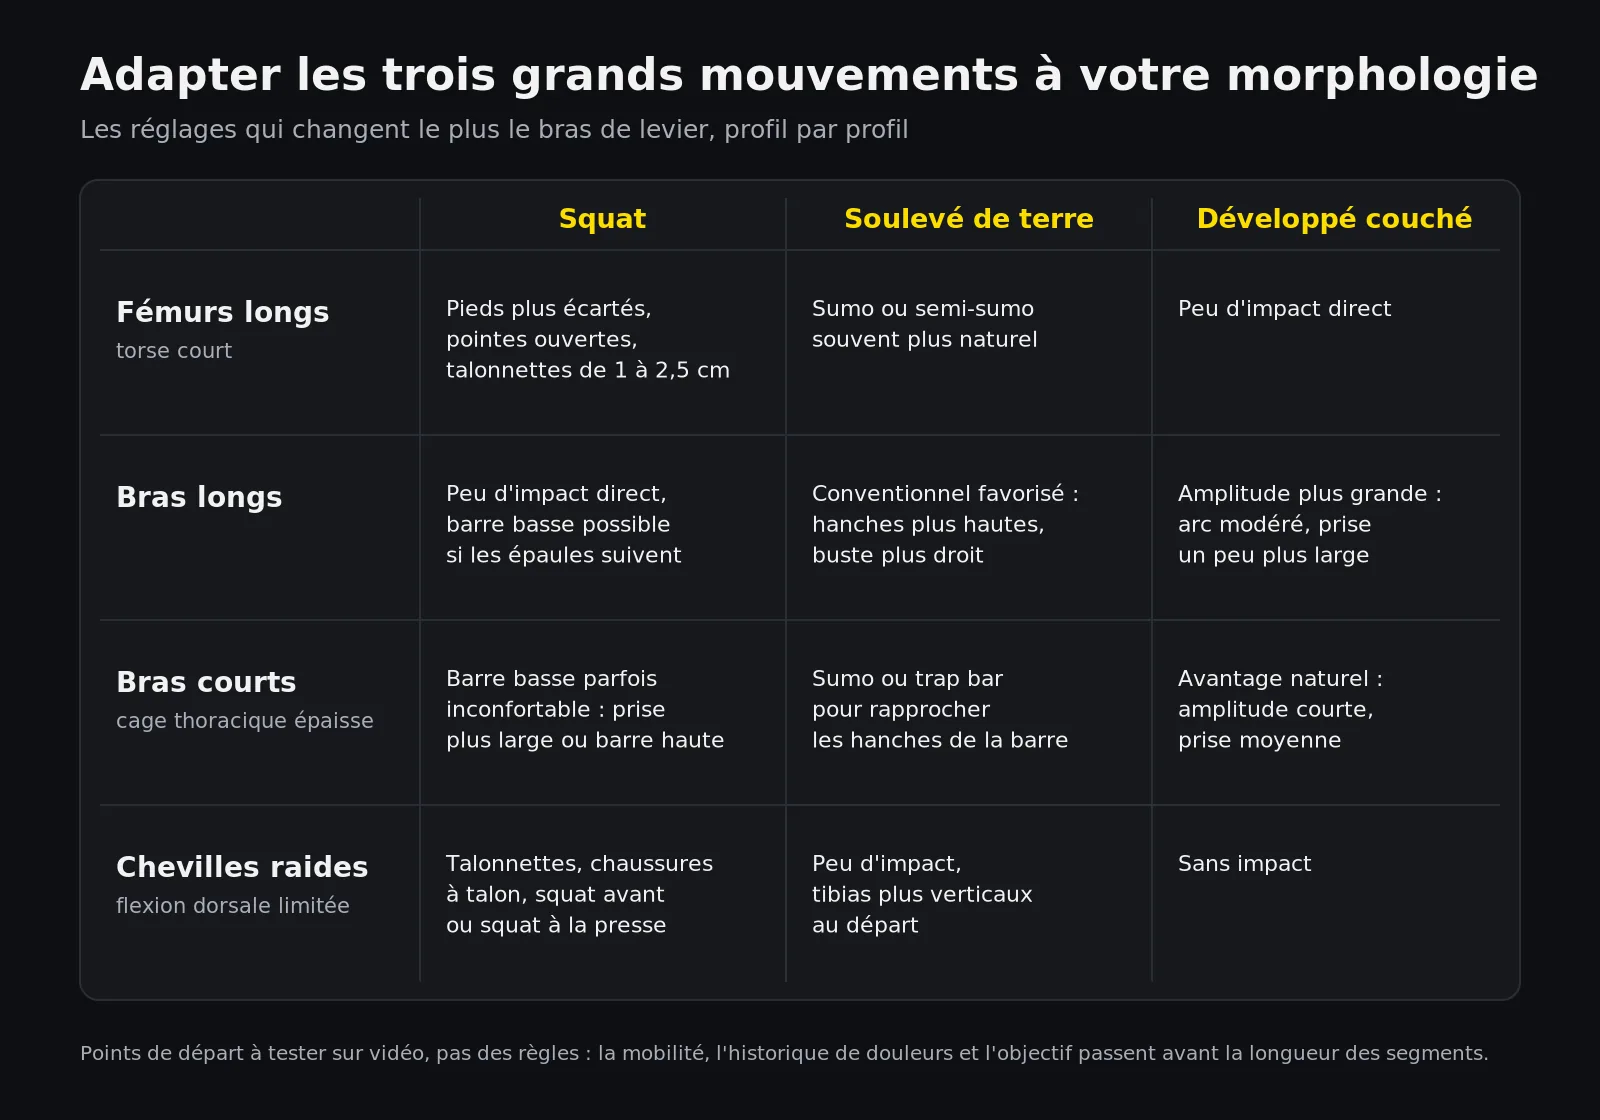 Adapter les trois grands mouvements à votre morphologie
Les réglages qui changent le plus le bras de levier, profil par profil
Squat
Soulevé de terre
Développé couché
Fémurs longs
torse court
Pieds plus écartés,
pointes ouvertes,
talonnettes de 1 à 2,5 cm
Sumo ou semi-sumo
souvent plus naturel
Peu d'impact direct
Bras longs
Peu d'impact direct,
barre basse possible
si les épaules suivent
Conventionnel favorisé :
hanches plus hautes,
buste plus droit
Amplitude plus grande :
arc modéré, prise
un peu plus large
Bras courts
cage thoracique épaisse
Barre basse parfois
inconfortable : prise
plus large ou barre haute
Sumo ou trap bar
pour rapprocher
les hanches de la barre
Avantage naturel :
amplitude courte,
prise moyenne
Chevilles raides
flexion dorsale limitée
Talonnettes, chaussures
à talon, squat avant
ou squat à la presse
Peu d'impact,
tibias plus verticaux
au départ
Sans impact
Points de départ à tester sur vidéo, pas des règles : la mobilité, l'historique de douleurs et l'objectif passent avant la longueur des segments.